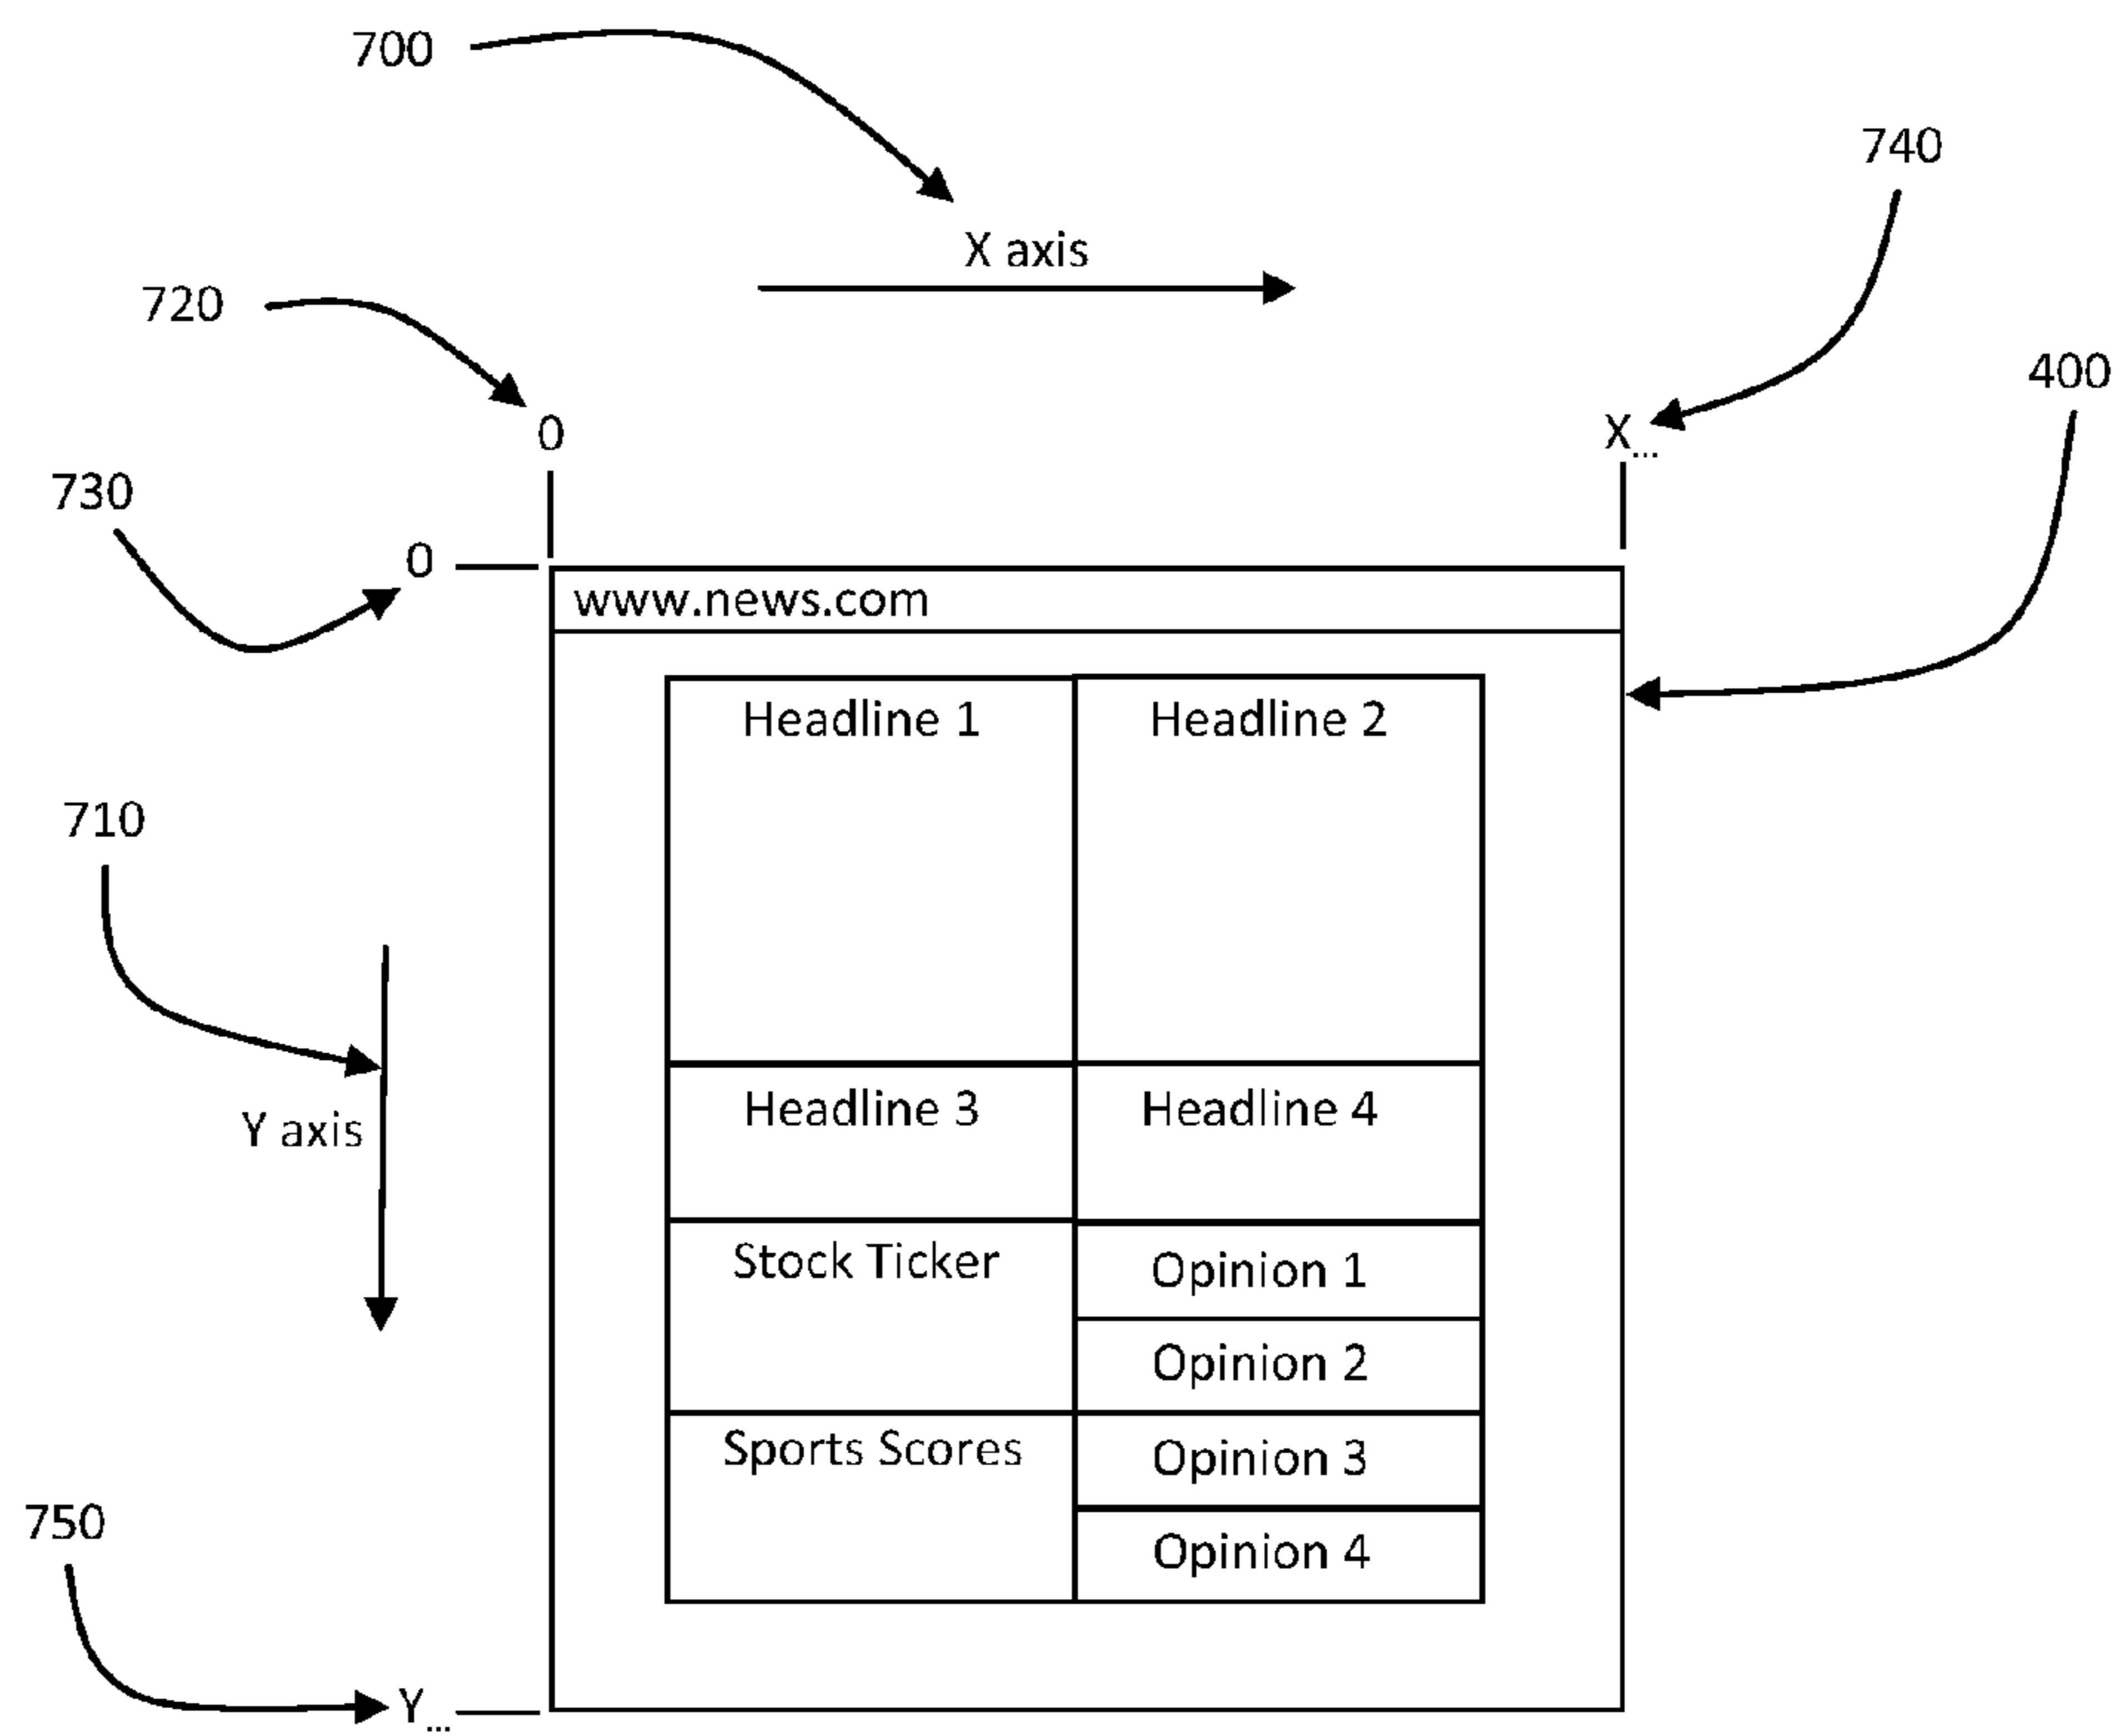 700
740
X axis
720
400
0
X...
730
0
www.news.com
Headline 1
Headline 2
710
Headline 3
Headline 4
Y axis
Stock Ticker
Opinion 1
Opinion 2
Sports Scores
Opinion 3
750
Opinion 4
Y...